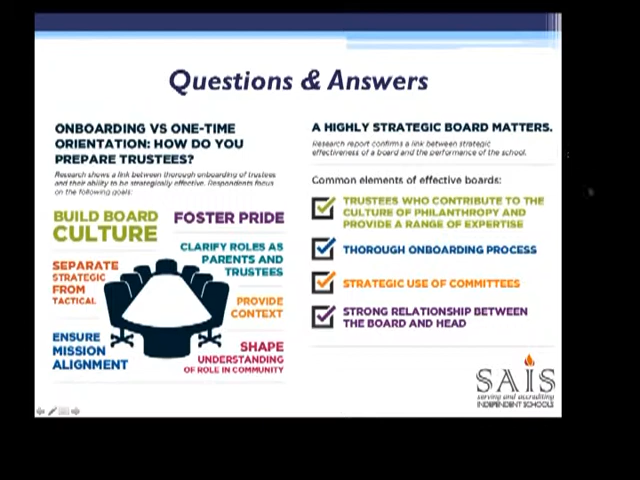 Questions & Answers
ONBOARDING VS ONE-TIME
ORIENTATION: HOW DO YOU
PREPARE TRUSTEES?
Research shows a link between thorough onboarding of trustees
and their ability to be strategically effective. Respondents focus
on the following goals:
BUILD BOARD
CULTURE
FOSTER PRIDE
CLARIFY ROLES AS
PARENTS AND
TRUSTEES
SEPARATE
STRATEGIC
FROM
TACTICAL
PROVIDE
CONTEXT
ENSURE
MISSION
ALIGNMENT
SHAPE
UNDERSTANDING
OF ROLE IN COMMUNITY
A HIGHLY STRATEGIC BOARD MATTERS.
Research report confirms a link between strategic
effectiveness of a board and the performance of the school.
Common elements of effective boards:
TRUSTEES WHO CONTRIBUTE TO THE
CULTURE OF PHILANTHROPY AND
PROVIDE A RANGE OF EXPERTISE
THOROUGH ONBOARDING PROCESS
STRATEGIC USE OF COMMITTEES
STRONG RELATIONSHIP BETWEEN
THE BOARD AND HEAD
SAIS
serving and accrediting
INDEPENDENT SCHOOLS